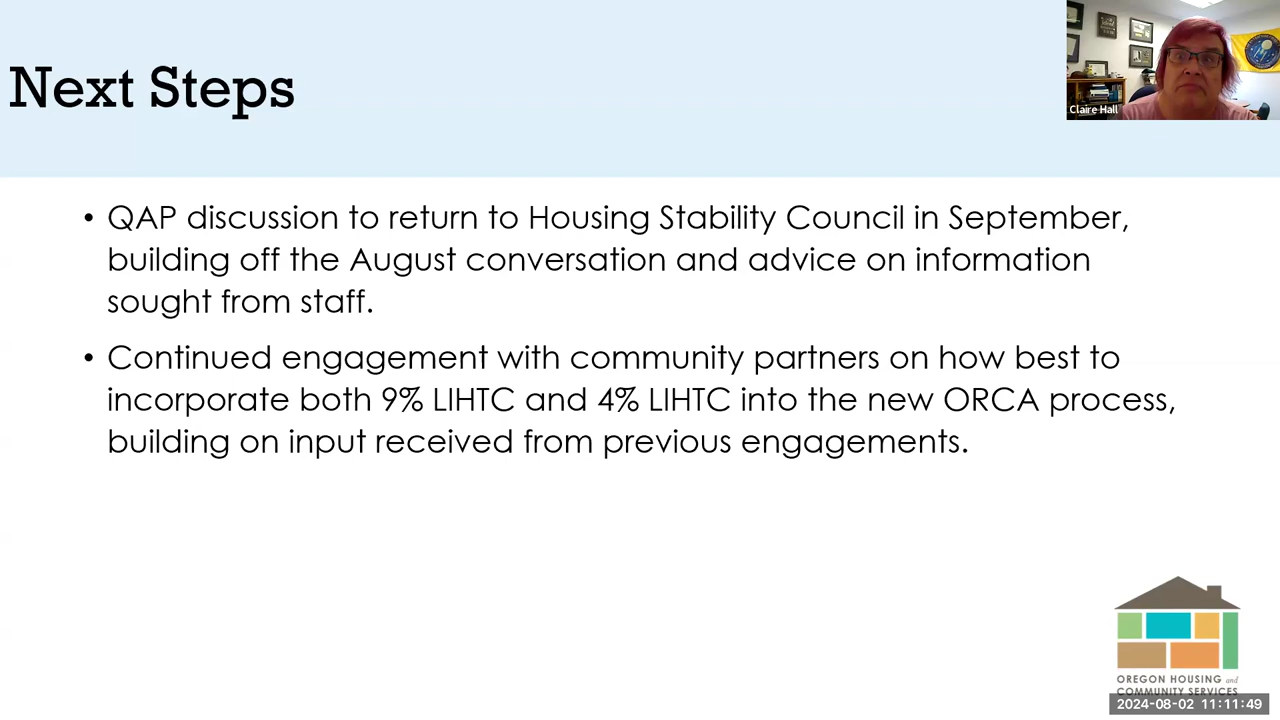 Next Steps
Claire Hall
• QAP discussion to return to Housing Stability Council in September,
building off the August conversation and advice on information
sought from staff.
• Continued engagement with community partners on how best to
incorporate both 9% LIHTC and 4% LIHTC into the new ORCA process,
building on input received from previous engagements.
OREGON HOUSING and
COMMUNITY SERVICES
2024-08-02 11:11:49